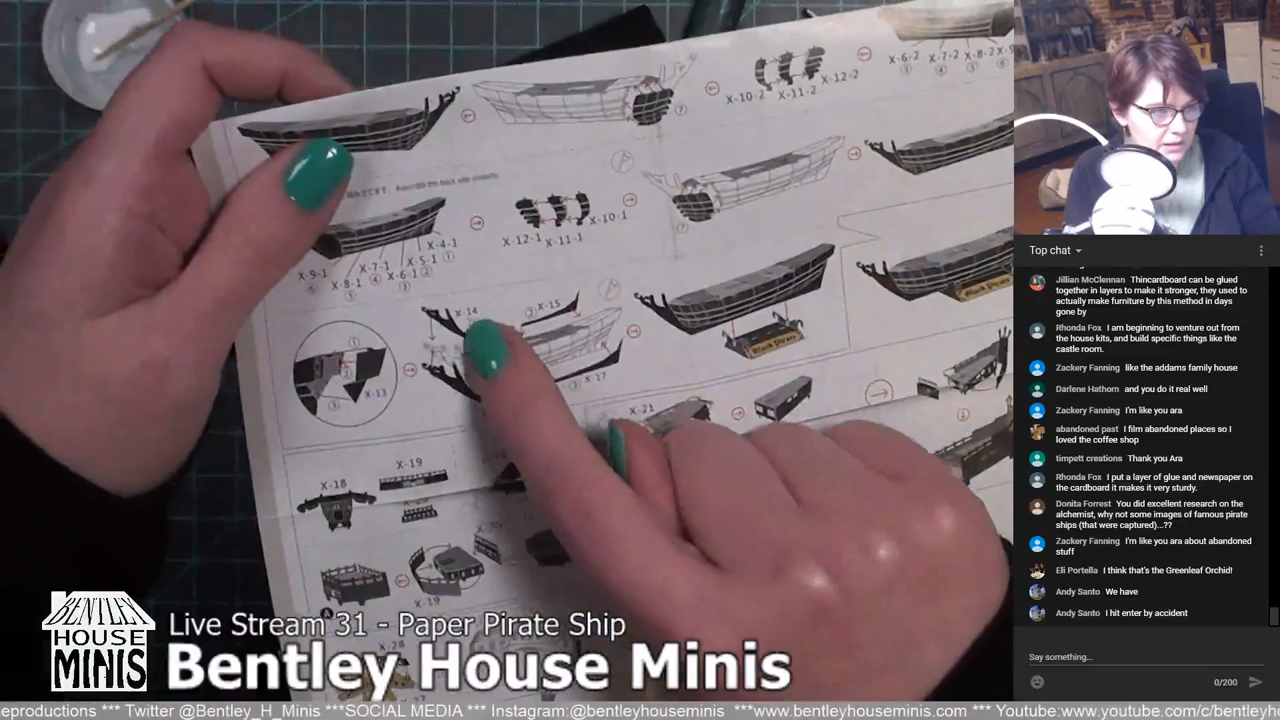 X-10-2
X-11-2
X-12-2
X-6-2
X-7-2
X-8-2
X-12-1
X-11-1
X-10-1
X-9-1
X-8-1
X-7-1
X-6-1
X-5-1
X-4-1
X-14
X-15
X-13
X-17
Black Pirate
Black Pirate
X-21
X-18
X-19
X-19
BENTLEY
HOUSE
MINIS
Live Stream 31 - Paper Pirate Ship
Bentley House Minis
eproductions *** Twitter @Bentley_H_Minis ***SOCIAL MEDIA *** Instagram:@bentleyhouseminis ***www.bentleyhouseminis.com *** Youtube:www.youtube.com/c/bentleyhu
Top chat
Jillian McClennan Thincardboard can be glued
together in layers to make it stronger, they used to
actually make furniture by this method in days
gone by
Rhonda Fox I am beginning to venture out from
the house kits, and build specific things like the
castle room.
Zackery Fanning like the addams family house
Darlene Hathorn and you do it real well
Zackery Fanning I'm like you ara
abandoned past I film abandoned places so I
loved the coffee shop
timpett creations Thank you Ara
Rhonda Fox I put a layer of glue and newspaper on
the cardboard it makes it very sturdy.
Donita Forrest You did excellent research on the
alchemist, why not some images of famous pirate
ships (that were captured)...??
Zackery Fanning I'm like you ara about abandoned
stuff
Eli Portella I think that's the Greenleaf Orchid!
Andy Santo We have
Andy Santo I hit enter by accident
Say something...
0/200